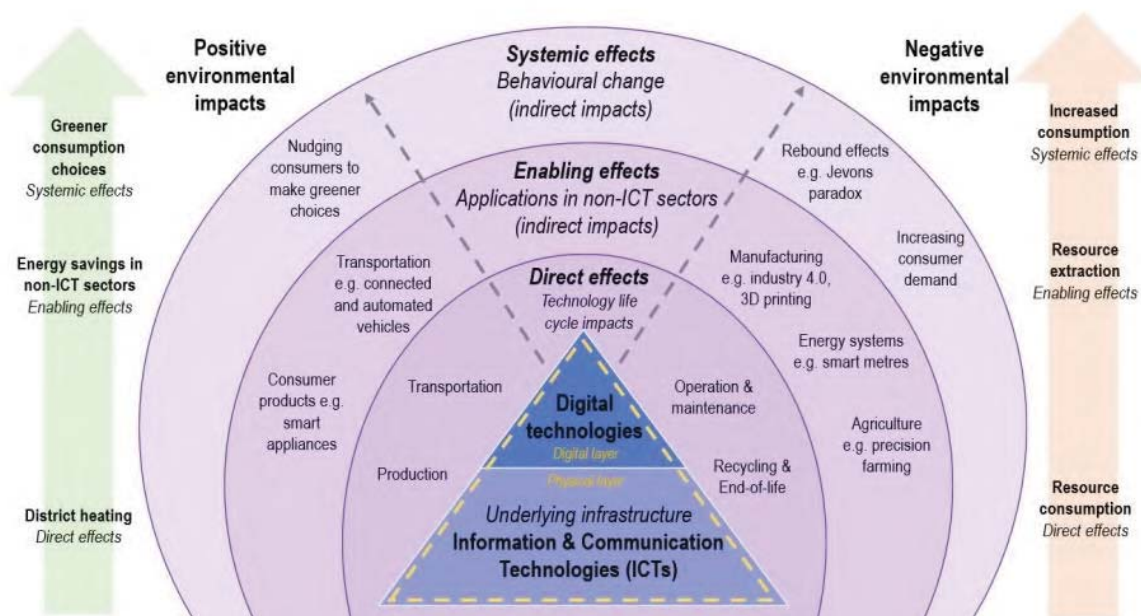 Positive
environmental
impacts
Greener
consumption
choices
Systemic effects
Energy savings in
non-ICT sectors
Enabling effects
District heating
Direct effects
Systemic effects
Behavioural change
(indirect impacts)
Nudging
consumers to
make greener
choices
Rebound effects
e.g. Jevons
paradox
Increasing
consumer
demand
Enabling effects
Applications in non-ICT sectors
(indirect impacts)
Transportation
e.g. connected
and automated
vehicles
Consumer
products e.g.
smart
appliances
Manufacturing
e.g. industry 4.0,
3D printing
Energy systems
e.g. smart metres
Agriculture
e.g. precision
farming
Direct effects
Technology life
cycle impacts
Transportation
Production
Operation &
maintenance
Recycling &
End-of-life
Digital
technologies
Digital layer
Physical layer
Underlying infrastructure
Information & Communication
Technologies (ICTs)
Negative
environmental
impacts
Increased
consumption
Systemic effects
Resource
extraction
Enabling effects
Resource
consumption
Direct effects